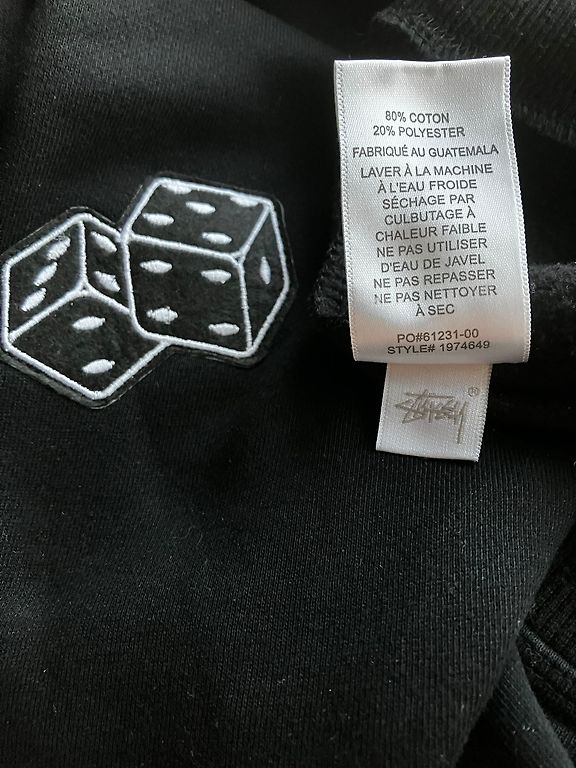 80% COTON
20% POLYESTER
FABRIQUÉ AU GUATEMALA
LAVER À LA MACHINE
À L'EAU FROIDE
SÉCHAGE PAR
CULBUTAGE À
CHALEUR FAIBLE
NE PAS UTILISER
D'EAU DE JAVEL
NE PAS REPASSER
NE PAS NETTOYER
À SEC
PO#61231-00
STYLE# 1974649
STÜSSY®